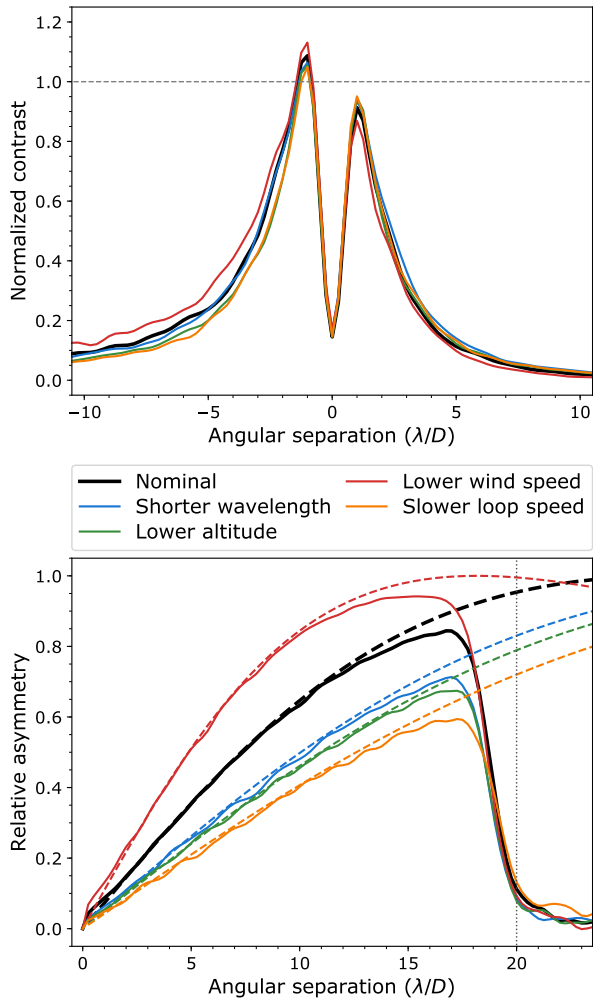 1.2
1.0
0.8
0.6
0.4
0.2
0.0
Normalized contrast
−10 −5 0 5 10
Angular separation (λ/D)
Nominal
Shorter wavelength
Lower altitude
Lower wind speed
Slower loop speed
1.0
0.8
0.6
0.4
0.2
0.0
Relative asymmetry
0 5 10 15 20
Angular separation (λ/D)